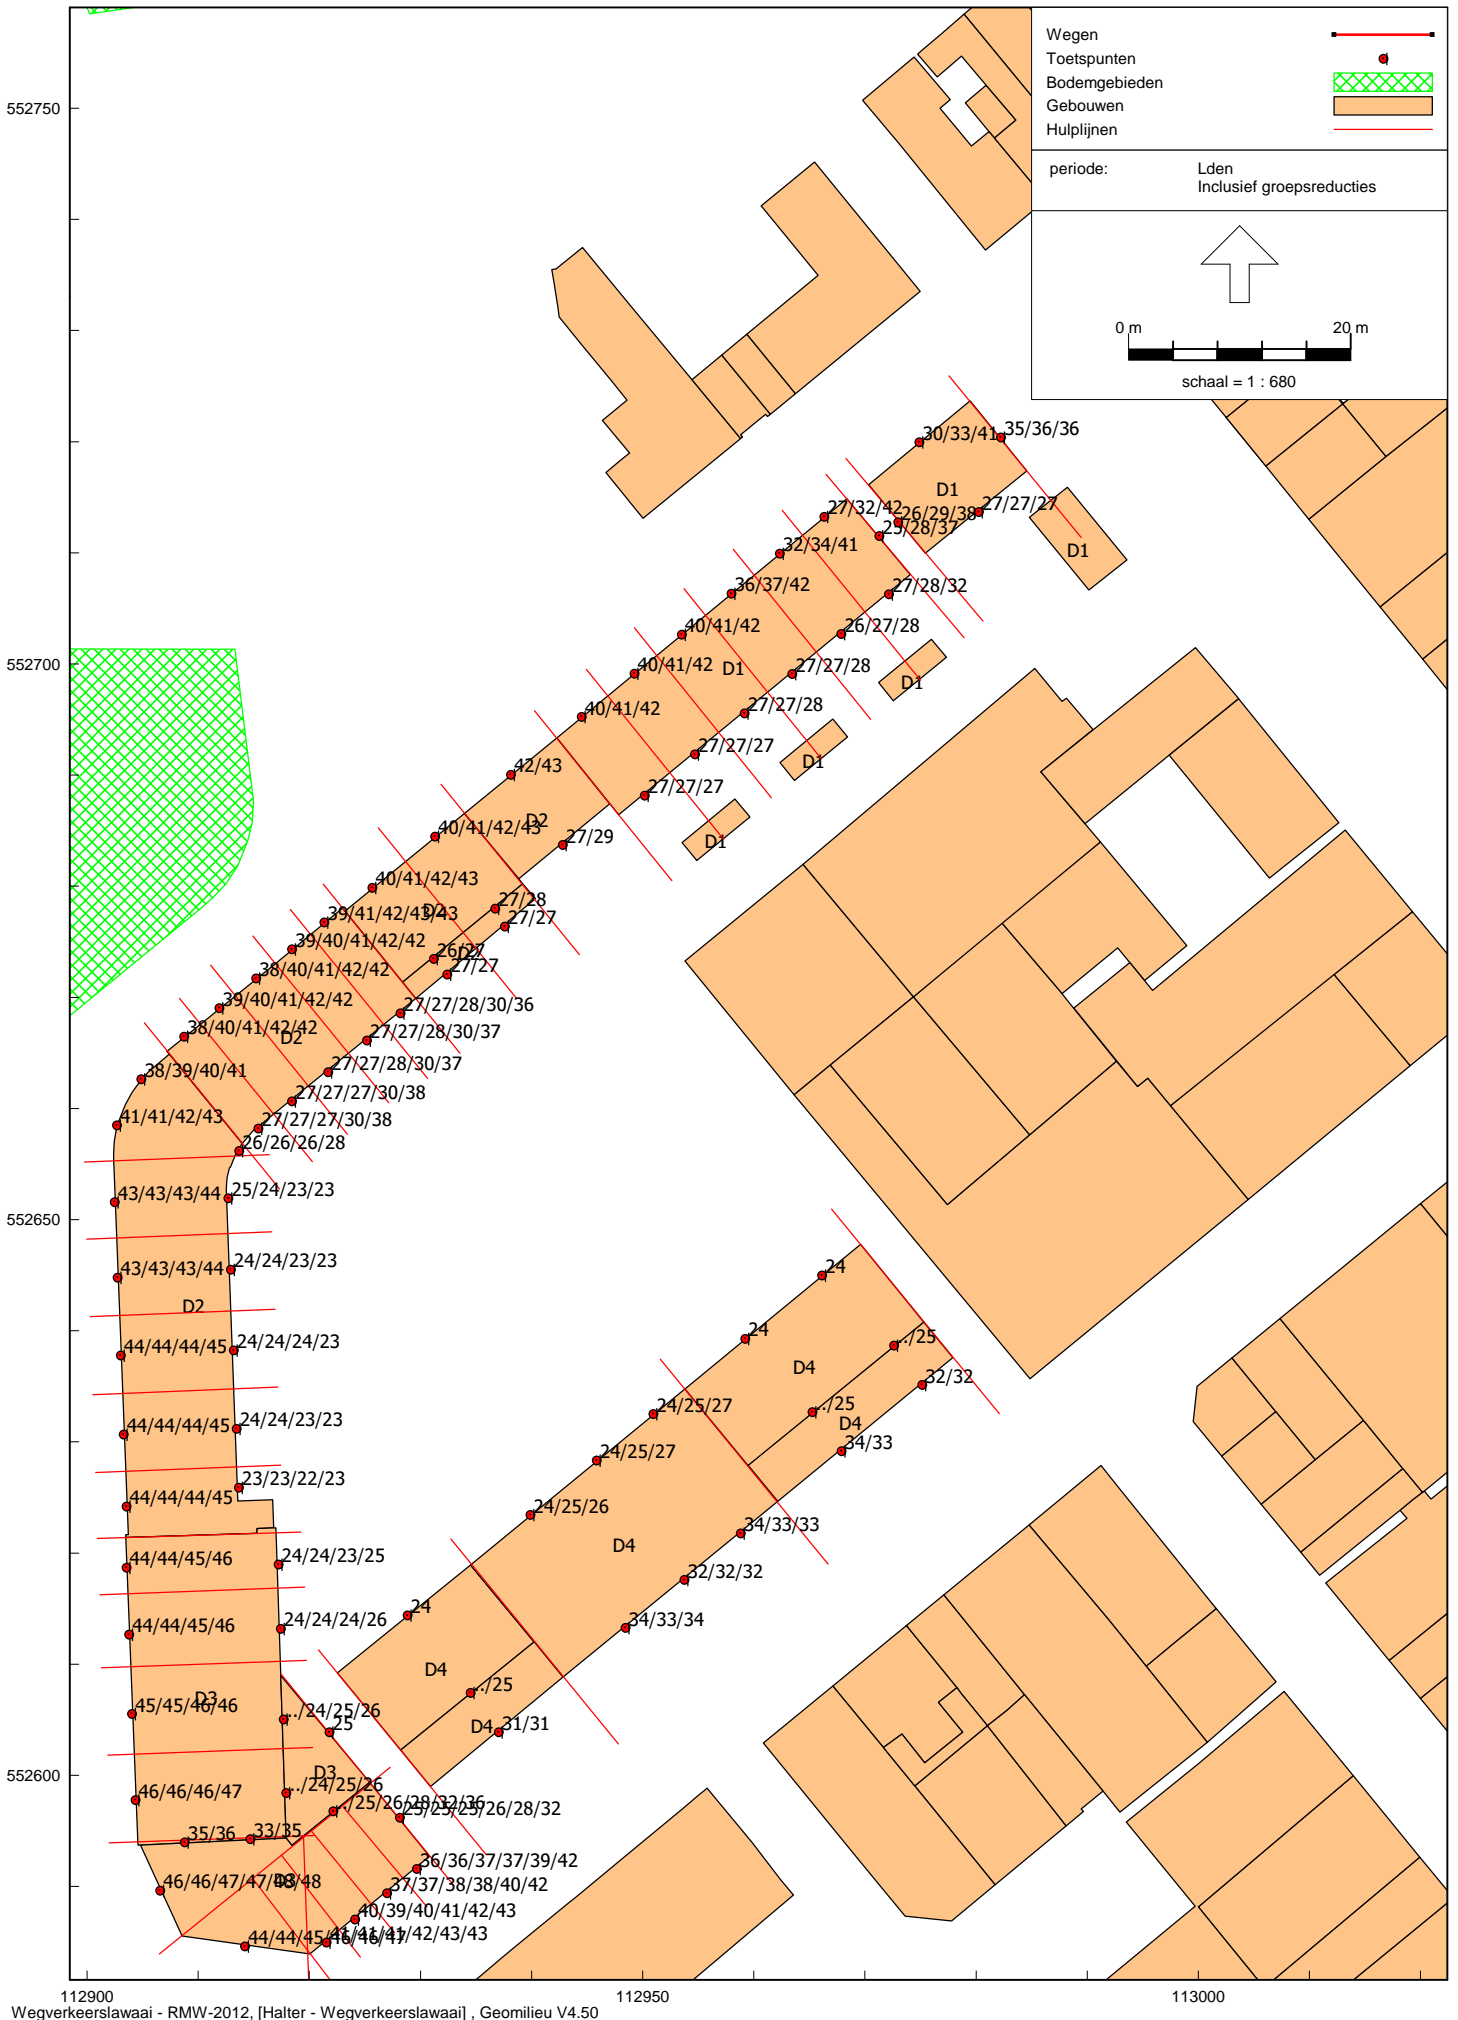 Wegen
Toetspunten
Bodemgebieden
Gebouwen
Hulplijnen
periode: Lden
Inclusief groepsreducties
0 m 20 m
schaal = 1 : 680
552750
552700
552650
552600
112900 112950 113000
30/33/41
35/36/36
D1
27/32/42
26/29/38
27/27/27
25/28/37
32/34/41
D1
36/37/42
27/28/32
40/41/42
26/27/28
D1
40/41/42
27/27/28
D1
40/41/42
27/27/28
27/27/27
D1
42/43
27/27/27
D2
40/41/42/43
27/29
D1
40/41/42/43
27/28
D2
39/41/42/43/43
27/27
39/40/41/42/42
26/27
D2
27/27
38/40/41/42/42
39/40/41/42/42
27/27/28/30/36
38/40/41/42/42
D2
27/27/28/30/37
38/39/40/41
27/27/28/30/37
27/27/27/30/38
41/41/42/43
27/27/27/30/38
26/26/26/28
43/43/43/44
25/24/23/23
43/43/43/44
24/24/23/23
D2
44/44/44/45
24/24/24/23
44/44/44/45
24/24/23/23
44/44/44/45
23/23/22/23
44/44/45/46
24/24/23/25
44/44/45/46
24/24/24/26
45/45/46/46
D3
../24/25/26
25
46/46/46/47
D3
../24/25/26
../25/26/28/32/36
25/25/25/26/28/32
35/36
33/35
36/36/37/37/39/42
46/46/47/47/48/48
D3
37/37/38/38/40/42
40/39/40/41/42/43
44/44/45/46/46/47
41/41/41/42/43/43
24
24
../25
D4
32/32
24/25/27
../25
D4
34/33
24/25/27
24/25/26
34/33/33
D4
32/32/32
24
34/33/34
D4
../25
D4
31/31
Wegverkeerslawaai - RMW-2012, [Halter - Wegverkeerslawaai] , Geomilieu V4.50